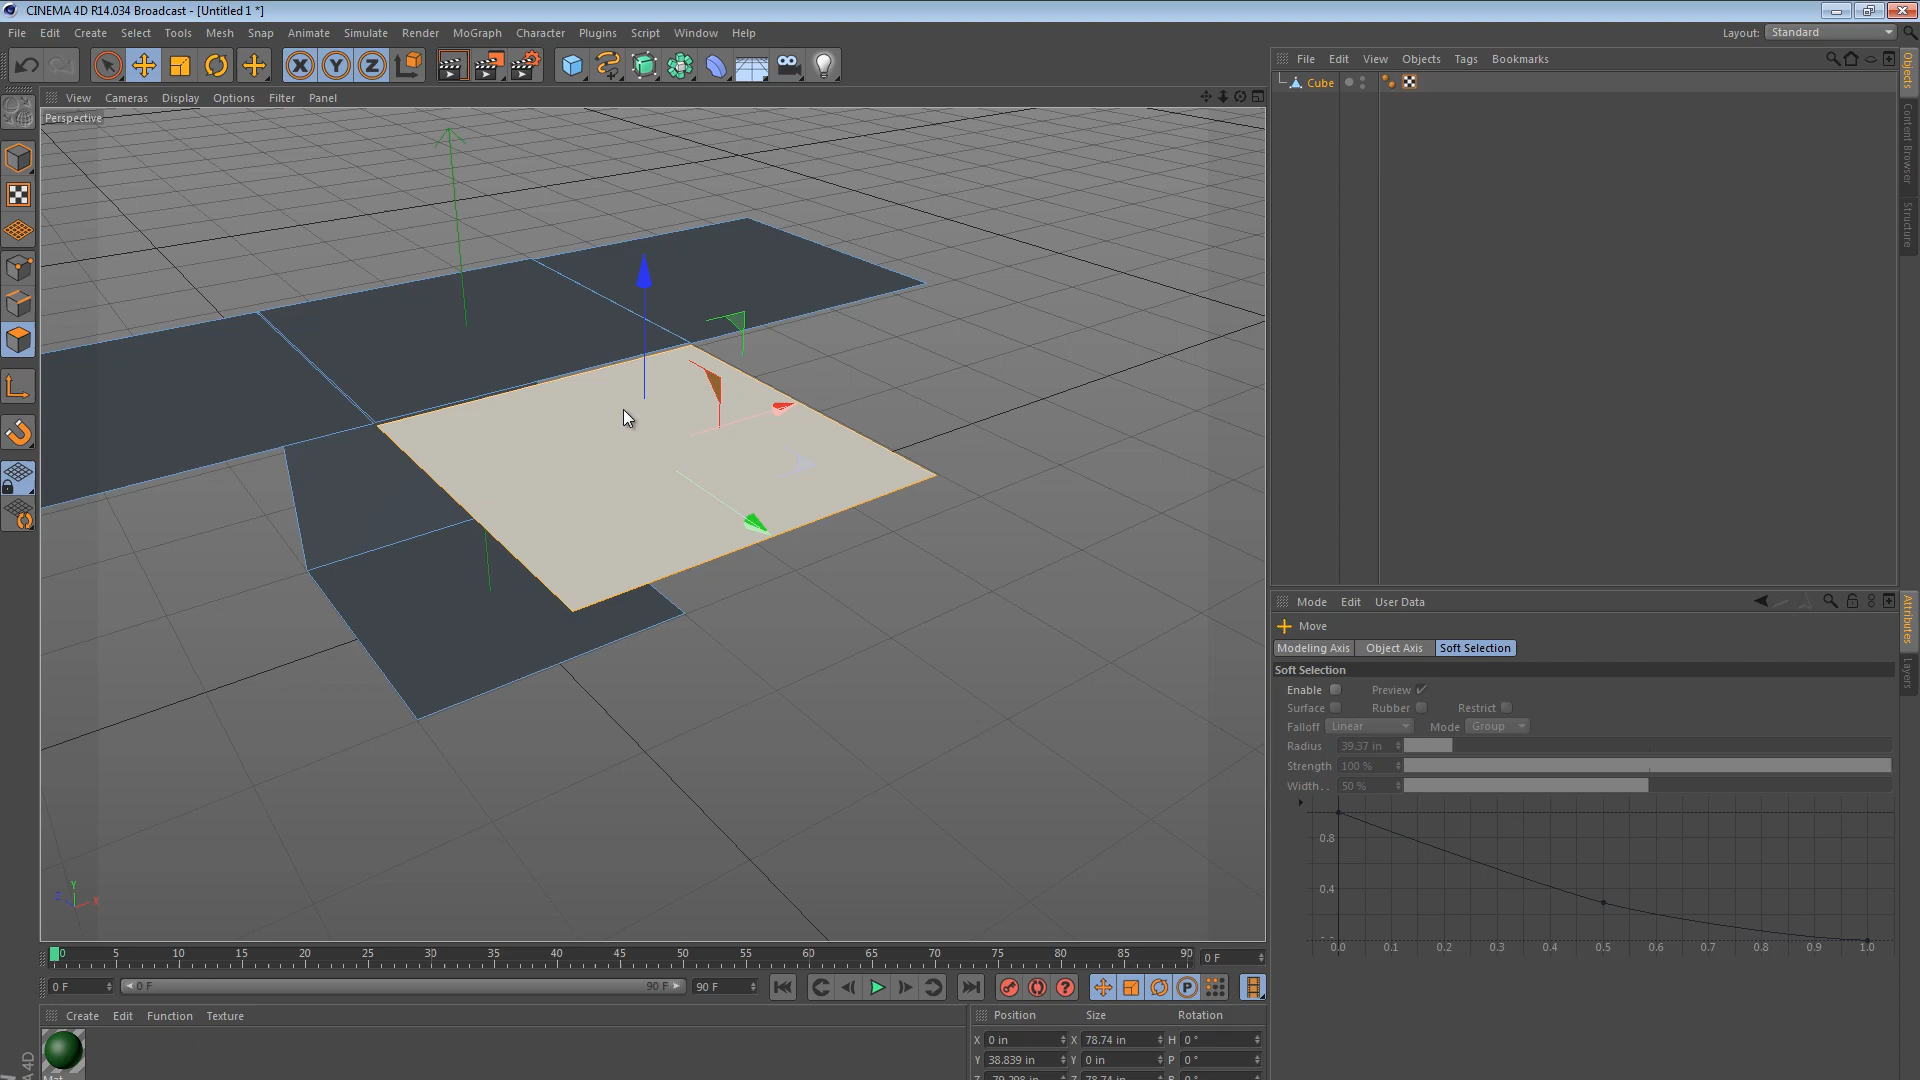 CINEMA 4D R14.034 Broadcast - [Untitled 1 *]
File Edit Create Select Tools Mesh Snap Animate Simulate Render MoGraph Character Plugins Script Window Help Layout: Standard
File Edit View Objects Tags Bookmarks
Cube
View Cameras Display Options Filter Panel
Perspective
Objects
Content Browser
Structure
Mode Edit User Data
Move
Modeling Axis Object Axis Soft Selection
Soft Selection
Enable Preview
Surface Rubber Restrict
Falloff Linear Mode Group
Radius 39.37 in
Strength 100 %
Width.. 50 %
0.8
0.4
0.0 0.1 0.2 0.3 0.4 0.5 0.6 0.7 0.8 0.9 1.0
Attributes
Layers
Y
Z X
0 5 10 15 20 25 30 35 40 45 50 55 60 65 70 75 80 85 90 0 F
0 F 0 F 90 F 90 F
Create Edit Function Texture
Position Size Rotation
X 0 in X 78.74 in H 0 °
Y 38.839 in Y 0 in P 0 °
Mat